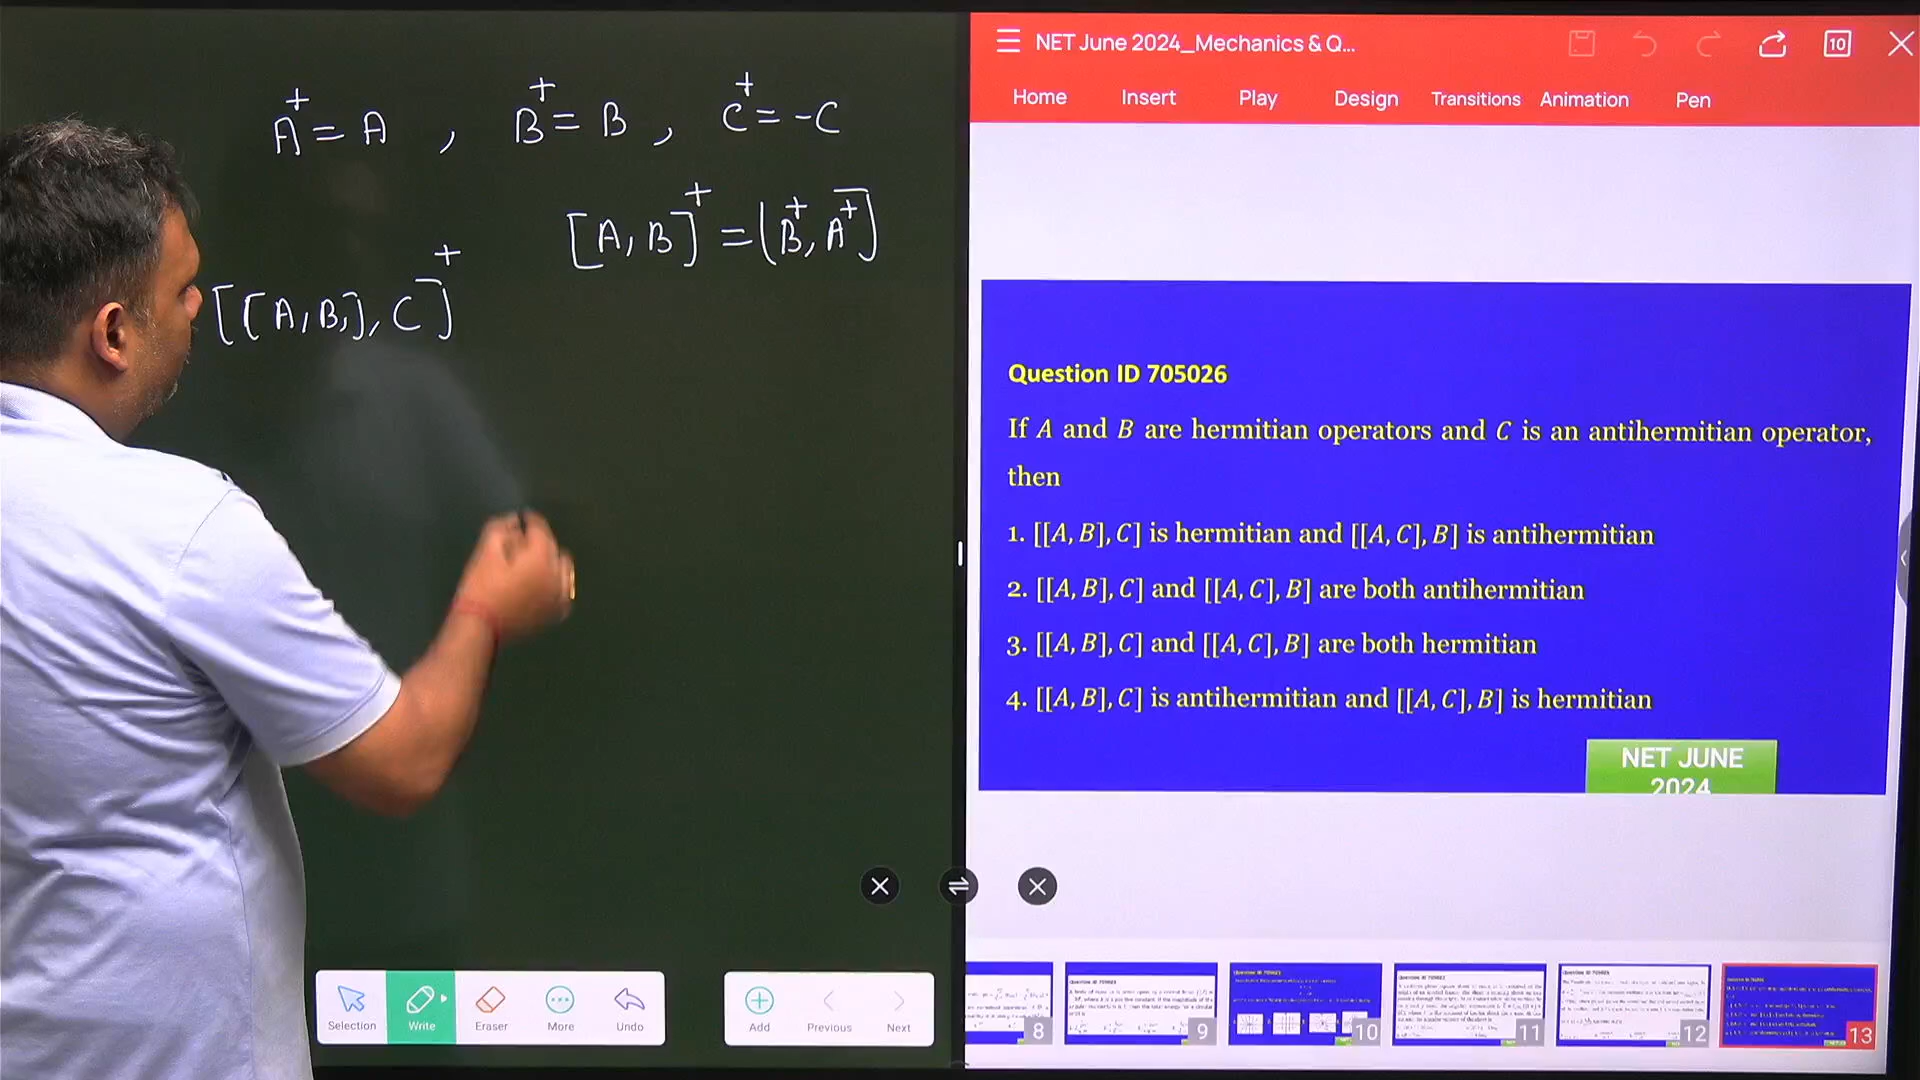 A⁺ = A , B⁺ = B , C⁺ = -C
[A, B]⁺ = [B⁺, A⁺]
[[A, B], C]⁺
Selection Write Eraser More Undo
Add Previous Next
NET June 2024_Mechanics & Q... 10
Home Insert Play Design Transitions Animation Pen
Question ID 705026
If A and B are hermitian operators and C is an antihermitian operator,
then
1. [[A, B], C] is hermitian and [[A, C], B] is antihermitian
2. [[A, B], C] and [[A, C], B] are both antihermitian
3. [[A, B], C] and [[A, C], B] are both hermitian
4. [[A, B], C] is antihermitian and [[A, C], B] is hermitian
NET JUNE
2024
8 9 10 11 12 13